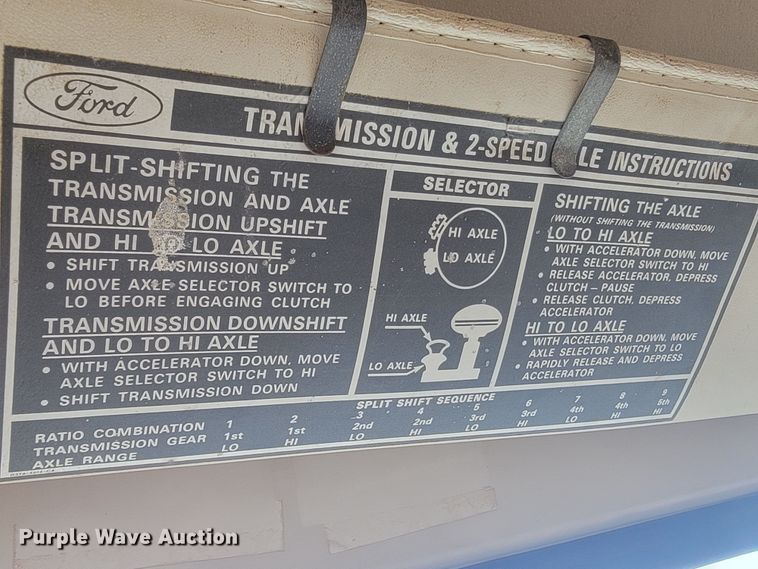 Ford
TRAN MISSION & 2-SPEED LE INSTRUCTIONS
SPLIT-SHIFTING THE
TRANSMISSION AND AXLE
TRANSMISSION UPSHIFT
AND HI TO LO AXLE
• SHIFT TRANSMISSION UP
• MOVE AXLE SELECTOR SWITCH TO
LO BEFORE ENGAGING CLUTCH
TRANSMISSION DOWNSHIFT
AND LO TO HI AXLE
• WITH ACCELERATOR DOWN, MOVE
AXLE SELECTOR SWITCH TO HI
• SHIFT TRANSMISSION DOWN
SELECTOR
HI AXLE
LO AXLE
HI AXLE
LO AXLE
SHIFTING THE AXLE
(WITHOUT SHIFTING THE TRANSMISSION)
LO TO HI AXLE
• WITH ACCELERATOR DOWN, MOVE
AXLE SELECTOR SWITCH TO HI
• RELEASE ACCELERATOR, DEPRESS
CLUTCH – PAUSE
• RELEASE CLUTCH, DEPRESS
ACCELERATOR
HI TO LO AXLE
• WITH ACCELERATOR DOWN, MOVE
AXLE SELECTOR SWITCH TO LO
• RAPIDLY RELEASE AND DEPRESS
ACCELERATOR
SPLIT SHIFT SEQUENCE
RATIO COMBINATION 1 2 3 4 5 6 7 8 9
TRANSMISSION GEAR 1st 1st 2nd 2nd 3rd 3rd 4th 4th 5th
AXLE RANGE LO HI LO HI LO HI LO HI HI
Purple Wave Auction